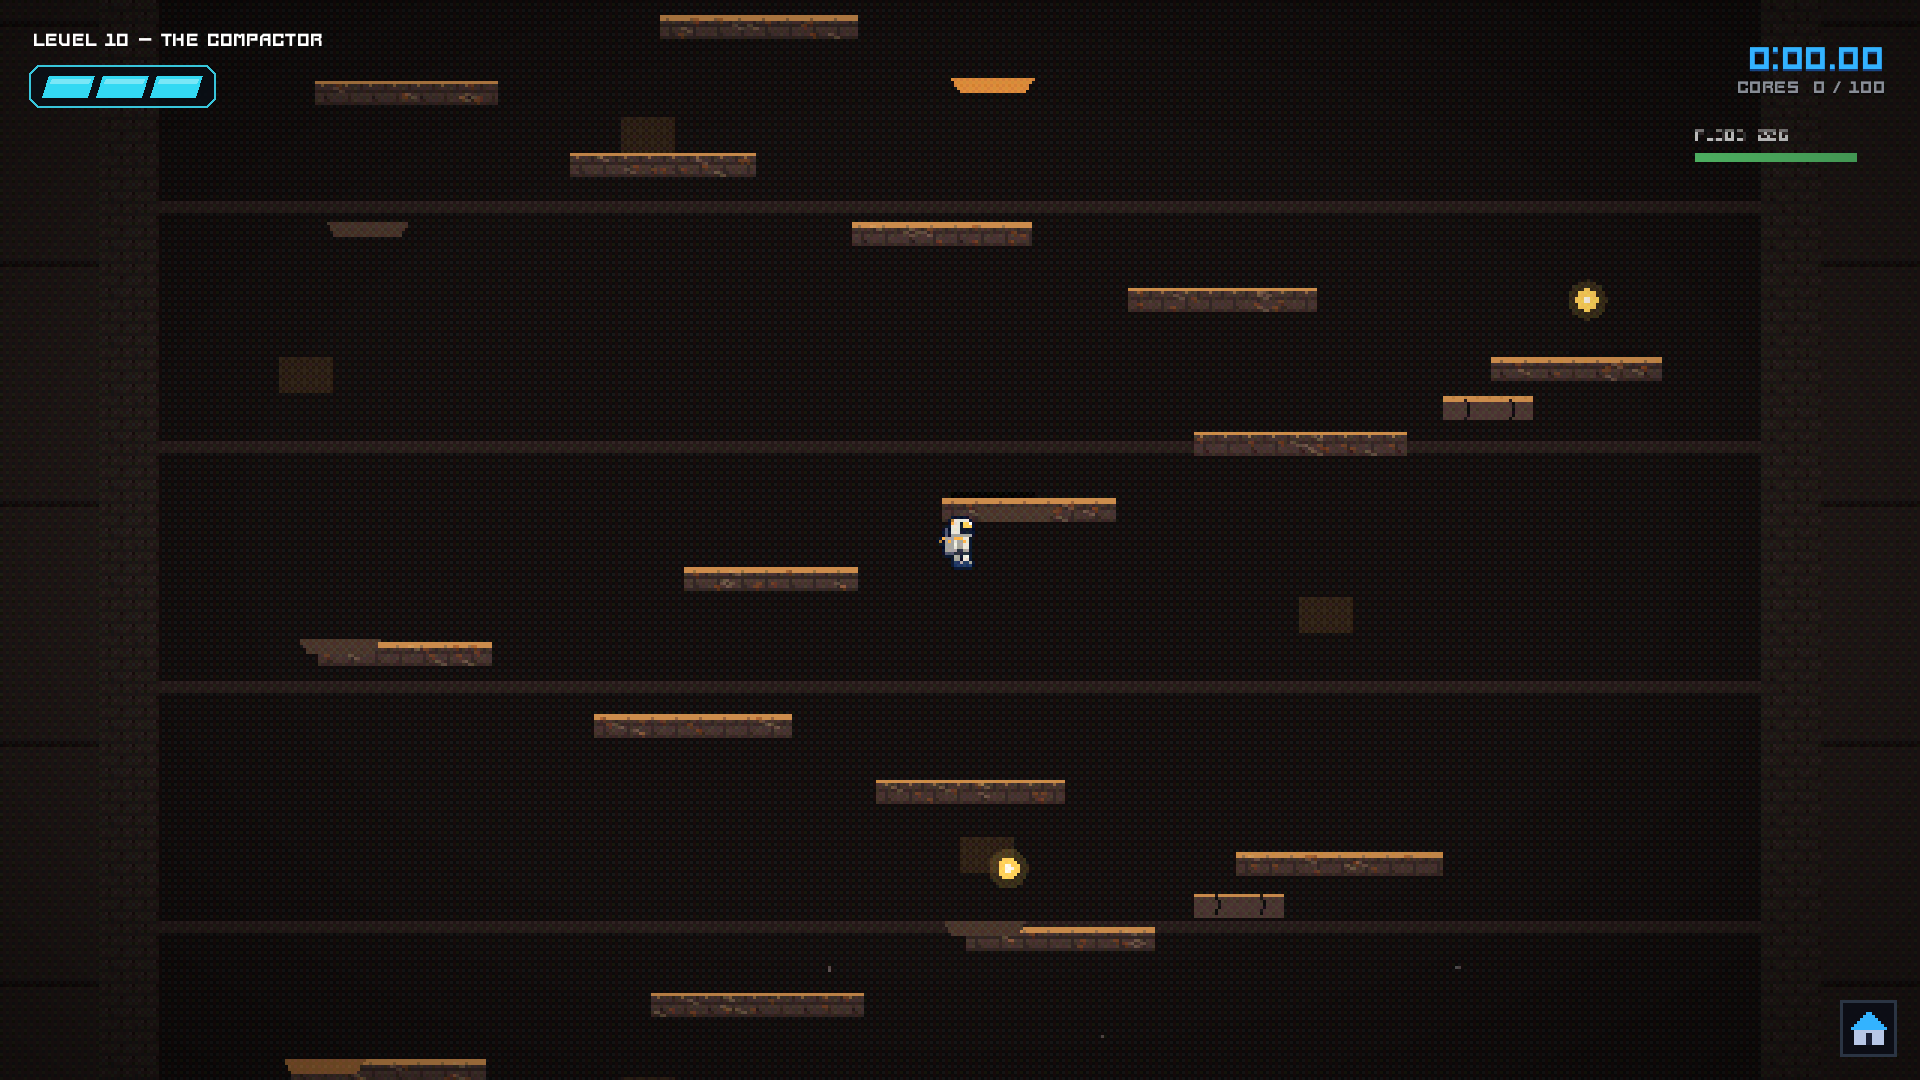 LEVEL 10 — THE COMPACTOR
0:00.00
CORES 0 / 100